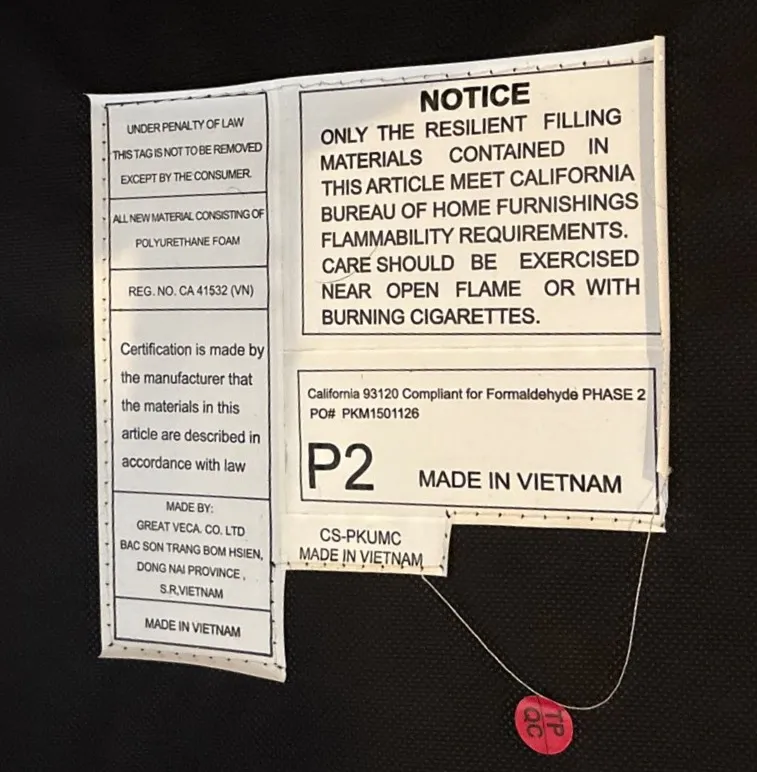 UNDER PENALTY OF LAW
THIS TAG IS NOT TO BE REMOVED
EXCEPT BY THE CONSUMER.
ALL NEW MATERIAL CONSISTING OF
POLYURETHANE FOAM
REG. NO. CA 41532 (VN)
Certification is made by
the manufacturer that
the materials in this
article are described in
accordance with law
MADE BY:
GREAT VECA. CO. LTD
BAC SON TRANG BOM HSIEN,
DONG NAI PROVINCE ,
S.R,VIETNAM
MADE IN VIETNAM
NOTICE
ONLY THE RESILIENT FILLING
MATERIALS CONTAINED IN
THIS ARTICLE MEET CALIFORNIA
BUREAU OF HOME FURNISHINGS
FLAMMABILITY REQUIREMENTS.
CARE SHOULD BE EXERCISED
NEAR OPEN FLAME OR WITH
BURNING CIGARETTES.
California 93120 Compliant for Formaldehyde PHASE 2
PO# PKM1501126
P2 MADE IN VIETNAM
CS-PKUMC
MADE IN VIETNAM
TP
QC